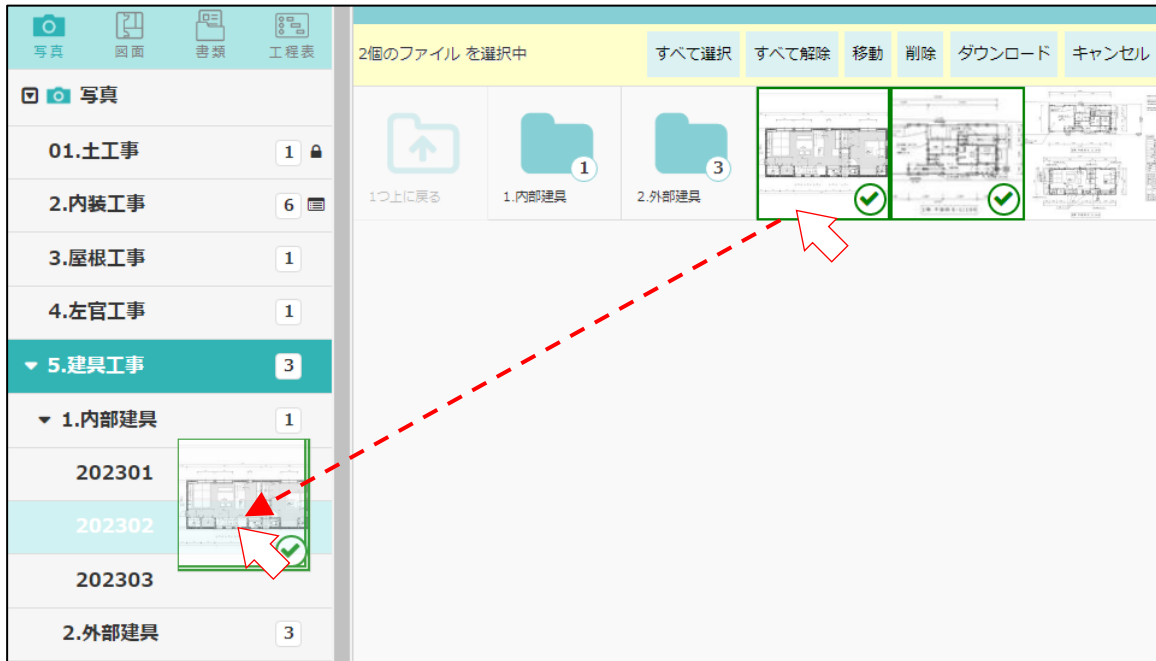 写真 図面 書類 工程表
2個のファイル を選択中 すべて選択 すべて解除 移動 削除 ダウンロード キャンセル
写真
01.土工事 1
2.内装工事 6
3.屋根工事 1
4.左官工事 1
5.建具工事 3
1.内部建具 1
202301
202302
202303
2.外部建具 3
1つ上に戻る
1
1.内部建具
3
2.外部建具